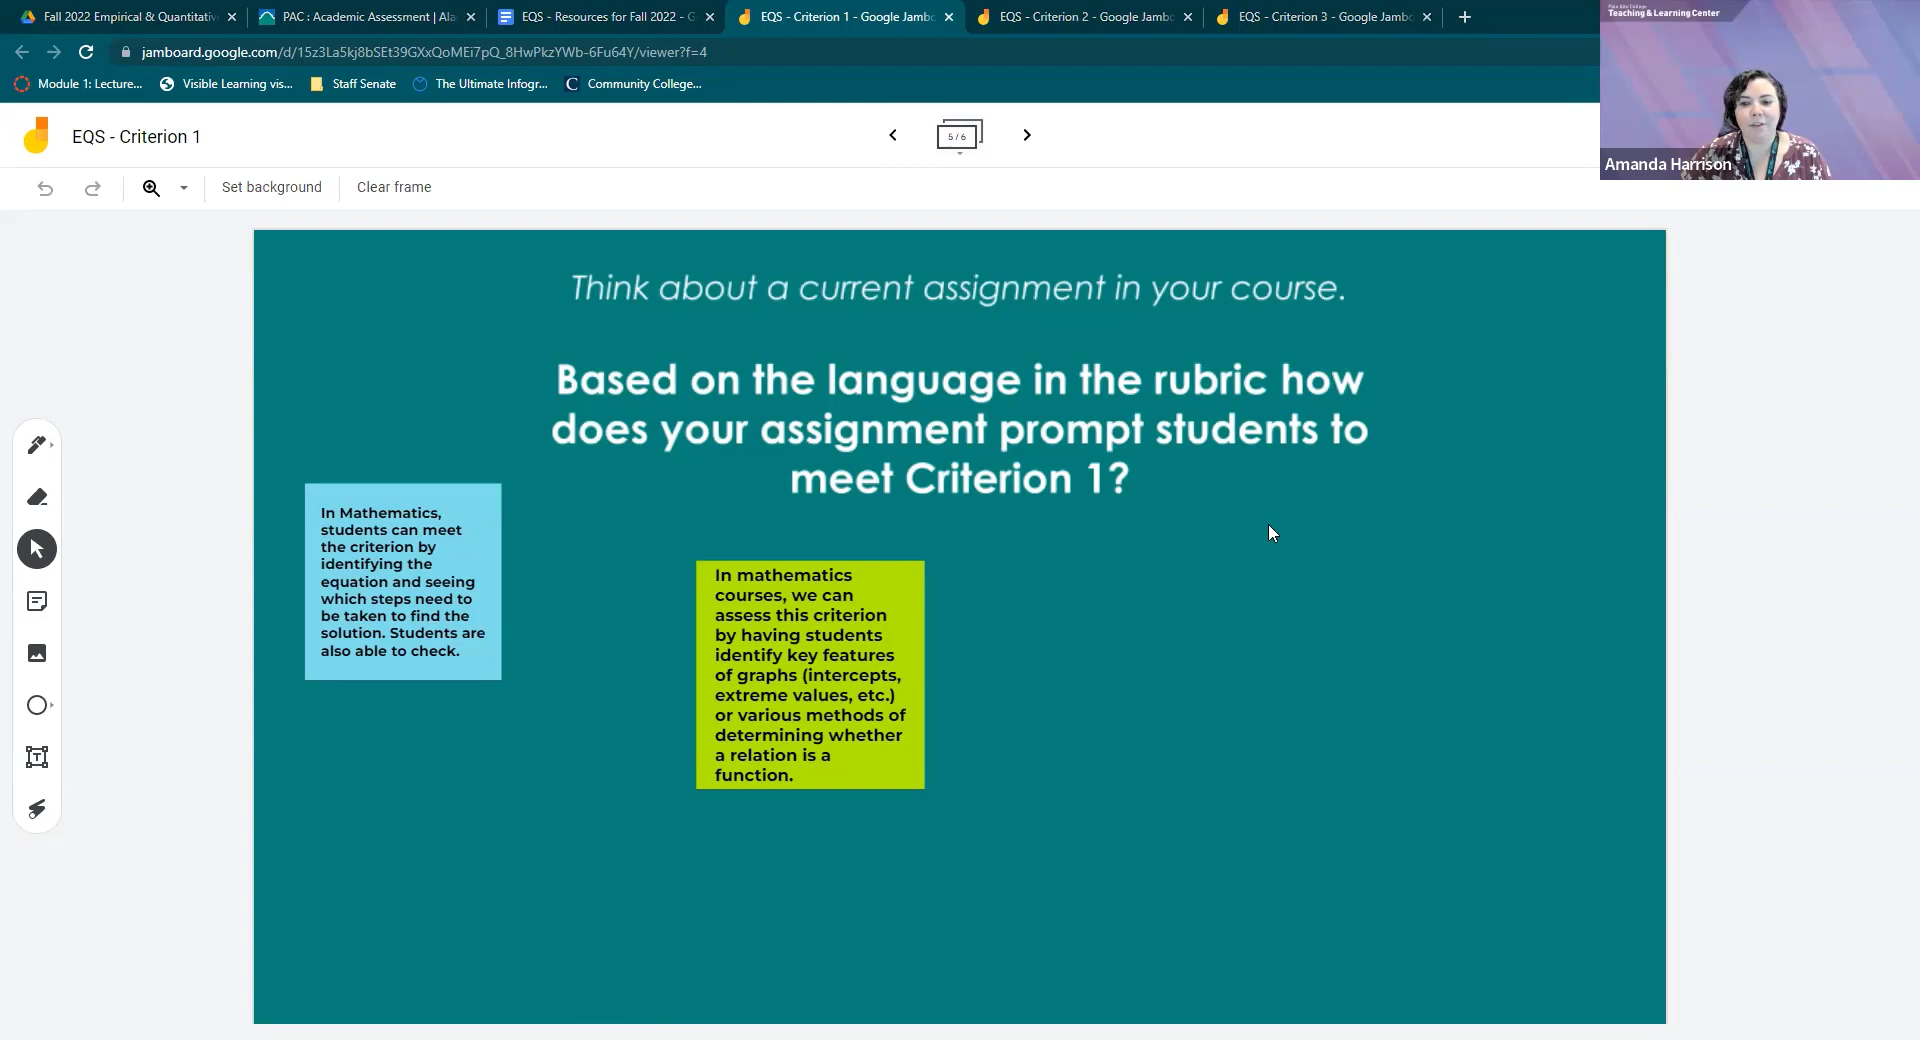 Fall 2022 Empirical & Quantitativ
PAC : Academic Assessment | Ala
EQS - Resources for Fall 2022 - G
EQS - Criterion 1 - Google Jambo
EQS - Criterion 2 - Google Jambo
EQS - Criterion 3 - Google Jambo
jamboard.google.com/d/15z3La5kj8bSEt39GXxQoMEi7pQ_8HwPkzYWb-6Fu64Y/viewer?f=4
Module 1: Lecture...
Visible Learning vis...
Staff Senate
The Ultimate Infogr...
Community College...
Palo Alto College
Teaching & Learning Center
Amanda Harrison
EQS - Criterion 1
5 / 6
Set background
Clear frame
Think about a current assignment in your course.
Based on the language in the rubric how
does your assignment prompt students to
meet Criterion 1?
In Mathematics,
students can meet
the criterion by
identifying the
equation and seeing
which steps need to
be taken to find the
solution. Students are
also able to check.
In mathematics
courses, we can
assess this criterion
by having students
identify key features
of graphs (intercepts,
extreme values, etc.)
or various methods of
determining whether
a relation is a
function.